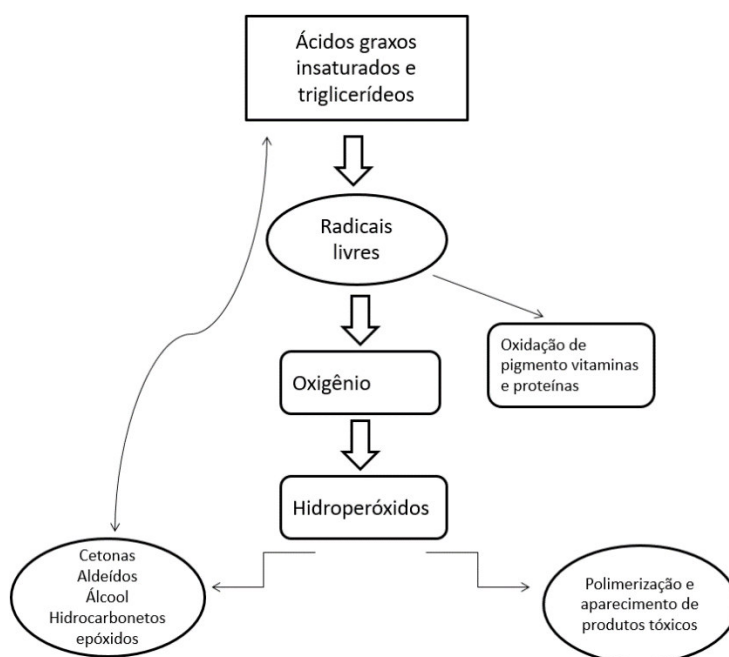 Ácidos graxos
insaturados e
triglicerídeos
Radicais
livres
Oxidação de
pigmento vitaminas
e proteínas
Oxigênio
Hidroperóxidos
Cetonas
Aldeídos
Álcool
Hidrocarbonetos
epóxidos
Polimerização e
aparecimento de
produtos tóxicos